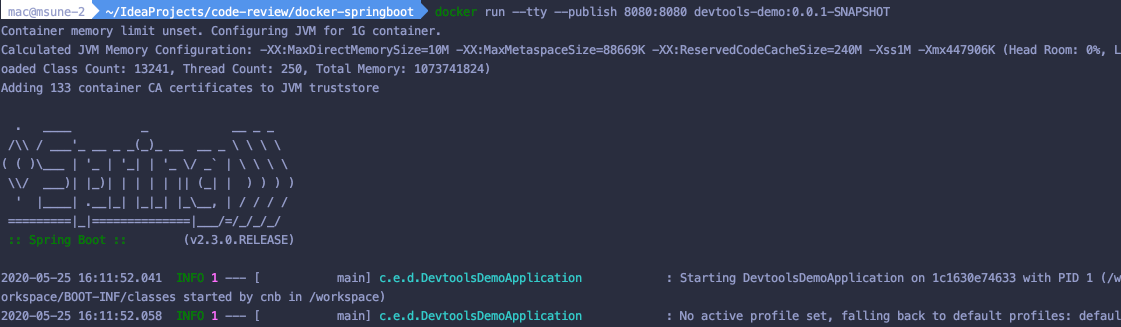 mac@msune-2 ~/IdeaProjects/code-review/docker-springboot docker run --tty --publish 8080:8080 devtools-demo:0.0.1-SNAPSHOT
Container memory limit unset. Configuring JVM for 1G container.
Calculated JVM Memory Configuration: -XX:MaxDirectMemorySize=10M -XX:MaxMetaspaceSize=88669K -XX:ReservedCodeCacheSize=240M -Xss1M -Xmx447906K (Head Room: 0%, L
oaded Class Count: 13241, Thread Count: 250, Total Memory: 1073741824)
Adding 133 container CA certificates to JVM truststore

  .   ____          _            __ _ _
 /\\ / ___'_ __ _ _(_)_ __  __ _ \ \ \ \
( ( )\___ | '_ | '_| | '_ \/ _` | \ \ \ \
 \\/  ___)| |_)| | | | | || (_| |  ) ) ) )
  '  |____| .__|_| |_|_| |_\__, | / / / /
 =========|_|==============|___/=/_/_/_/
 :: Spring Boot ::        (v2.3.0.RELEASE)

2020-05-25 16:11:52.041  INFO 1 --- [           main] c.e.d.DevtoolsDemoApplication            : Starting DevtoolsDemoApplication on 1c1630e74633 with PID 1 (/w
orkspace/BOOT-INF/classes started by cnb in /workspace)
2020-05-25 16:11:52.058  INFO 1 --- [           main] c.e.d.DevtoolsDemoApplication            : No active profile set, falling back to default profiles: defaul